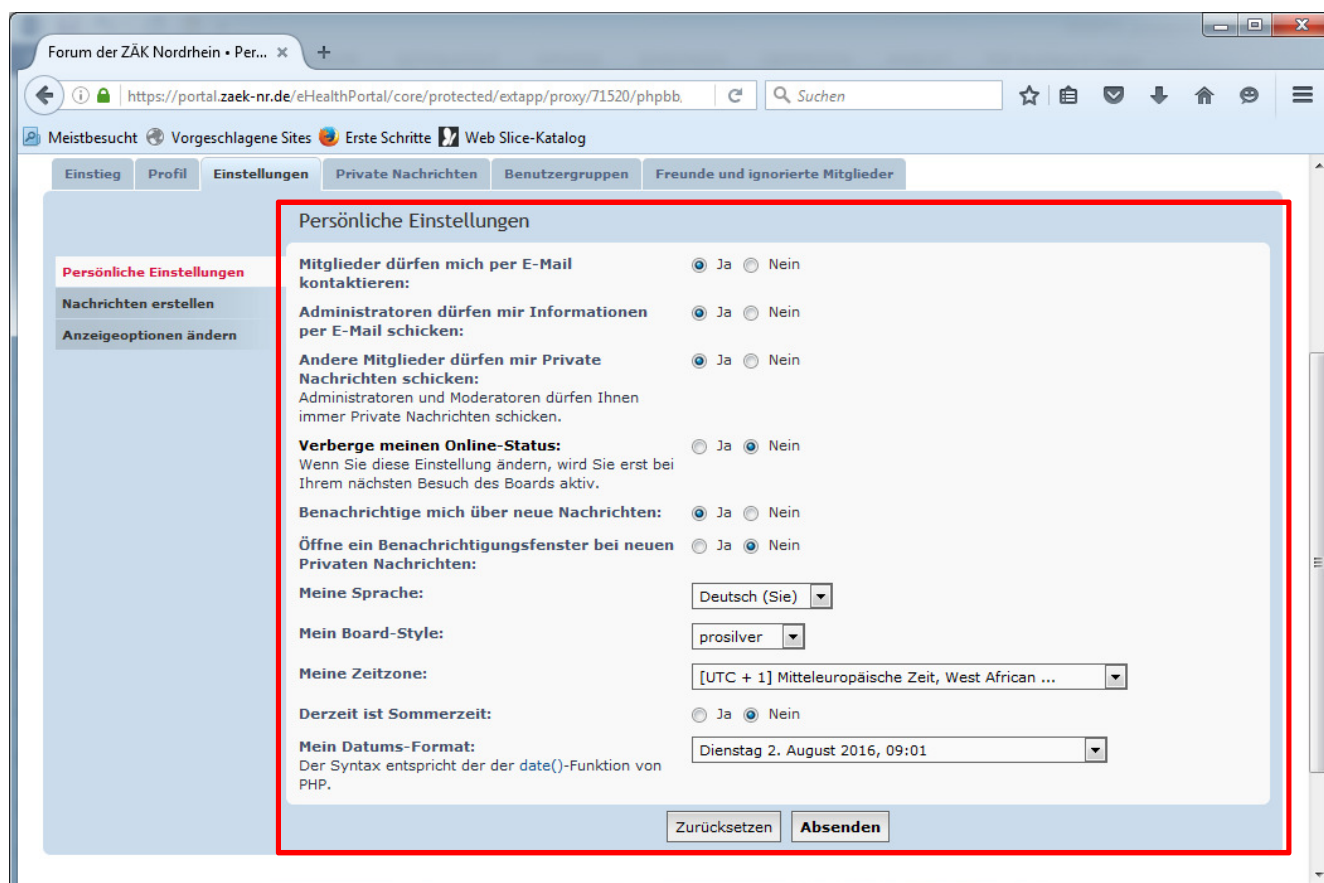 Forum der ZÄK Nordrhein • Per...
https://portal.zaek-nr.de/eHealthPortal/core/protected/extapp/proxy/71520/phpbb.
Suchen
Meistbesucht Vorgeschlagene Sites Erste Schritte Web Slice-Katalog
Einstieg Profil Einstellungen Private Nachrichten Benutzergruppen Freunde und ignorierte Mitglieder
Persönliche Einstellungen
Persönliche Einstellungen
Nachrichten erstellen
Anzeigeoptionen ändern
Mitglieder dürfen mich per E-Mail Ja Nein
kontaktieren:
Administratoren dürfen mir Informationen Ja Nein
per E-Mail schicken:
Andere Mitglieder dürfen mir Private Ja Nein
Nachrichten schicken:
Administratoren und Moderatoren dürfen Ihnen
immer Private Nachrichten schicken.
Verberge meinen Online-Status: Ja Nein
Wenn Sie diese Einstellung ändern, wird Sie erst bei
Ihrem nächsten Besuch des Boards aktiv.
Benachrichtige mich über neue Nachrichten: Ja Nein
Öffne ein Benachrichtigungsfenster bei neuen Ja Nein
Privaten Nachrichten:
Meine Sprache: Deutsch (Sie)
Mein Board-Style: prosilver
Meine Zeitzone: [UTC + 1] Mitteleuropäische Zeit, West African ...
Derzeit ist Sommerzeit: Ja Nein
Mein Datums-Format: Dienstag 2. August 2016, 09:01
Der Syntax entspricht der der date()-Funktion von
PHP.
Zurücksetzen Absenden